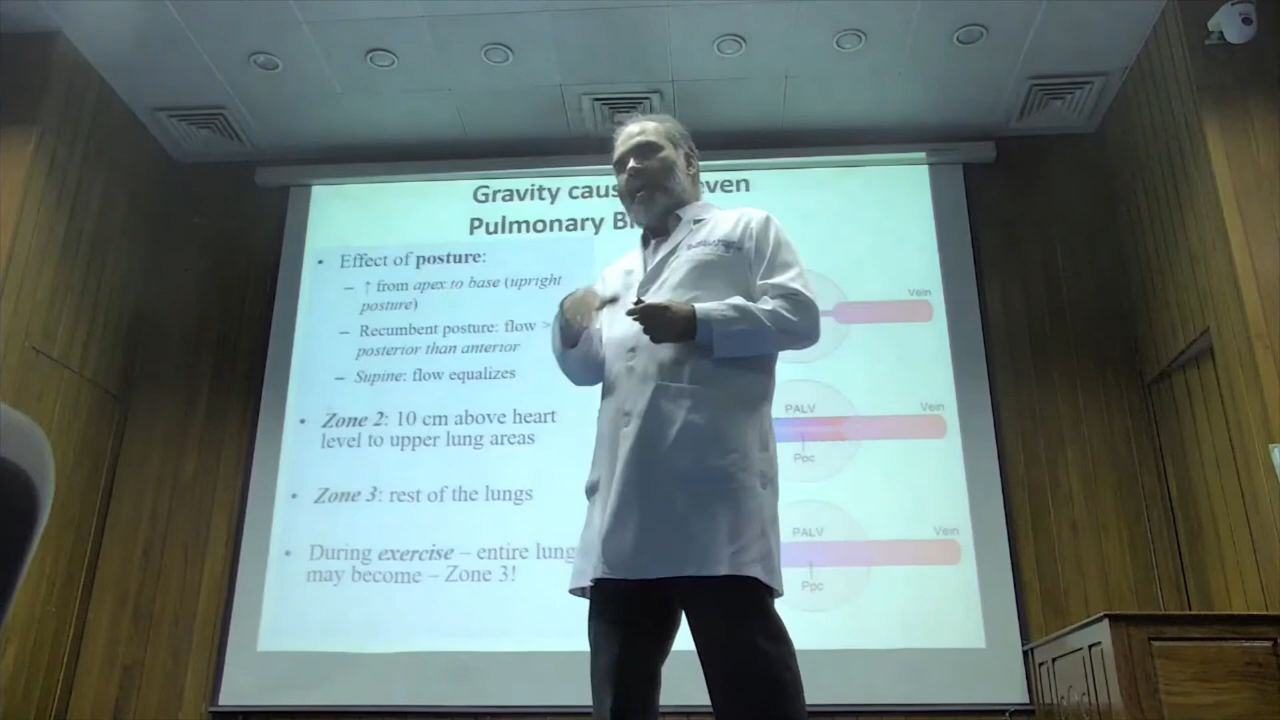 Gravity caus even
Pulmonary Bl
• Effect of posture:
– ↑ from apex to base (upright
posture)
– Recumbent posture: flow >
posterior than anterior
– Supine: flow equalizes
• Zone 2: 10 cm above heart
level to upper lung areas
• Zone 3: rest of the lungs
• During exercise – entire lung
may become – Zone 3!
Vein
PALV Vein
Ppc
PALV Vein
Ppc